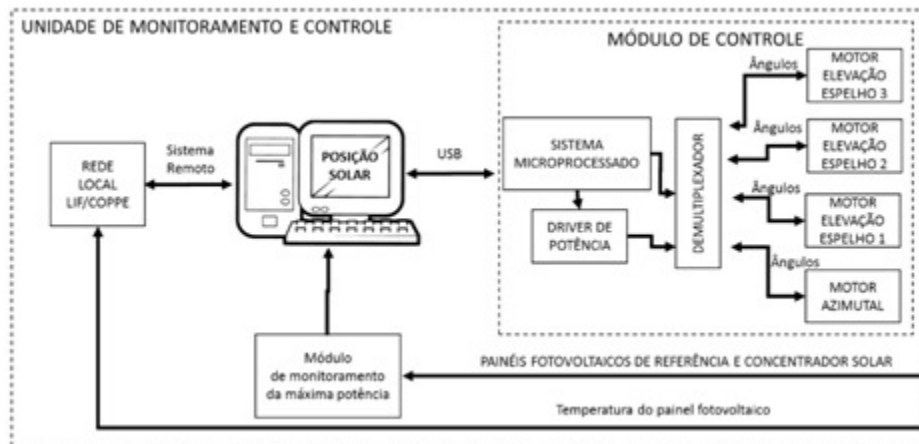 UNIDADE DE MONITORAMENTO E CONTROLE
MÓDULO DE CONTROLE
REDE
LOCAL
LIF/COPPE
Sistema
Remoto
POSIÇÃO
SOLAR
USB
SISTEMA
MICROPROCESSADO
DRIVER DE
POTÊNCIA
DEMULTIPLEXADOR
Ângulos
MOTOR
ELEVAÇÃO
ESPELHO 3
Ângulos
MOTOR
ELEVAÇÃO
ESPELHO 2
Ângulos
MOTOR
ELEVAÇÃO
ESPELHO 1
Ângulos
MOTOR
AZIMUTAL
Módulo
de monitoramento
da máxima potência
PAINÉIS FOTOVOLTAICOS DE REFERÊNCIA E CONCENTRADOR SOLAR
Temperatura do painel fotovoltaico